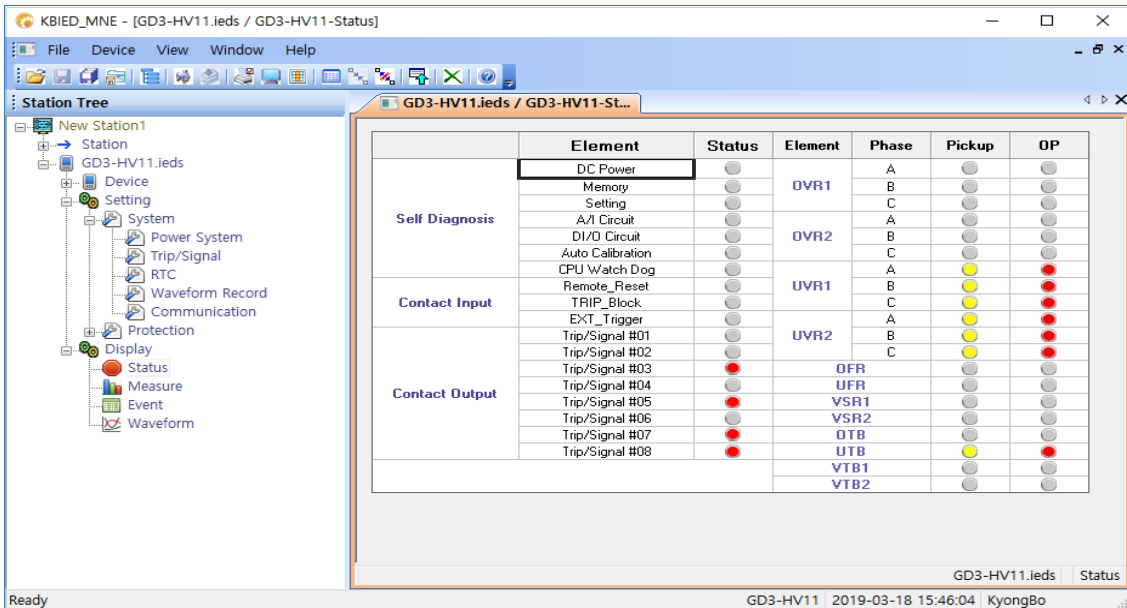 KBIED_MNE - [GD3-HV11.ieds / GD3-HV11-Status]
File Device View Window Help
Station Tree
New Station1
Station
GD3-HV11.ieds
Device
Setting
System
Power System
Trip/Signal
RTC
Waveform Record
Communication
Protection
Display
Status
Measure
Event
Waveform
GD3-HV11.ieds / GD3-HV11-St...
Element Status Element Phase Pickup OP
Self Diagnosis
DC Power
Memory
Setting
A/I Circuit
DI/O Circuit
Auto Calibration
CPU Watch Dog
Contact Input
Remote_Reset
TRIP_Block
EXT_Trigger
Contact Output
Trip/Signal #01
Trip/Signal #02
Trip/Signal #03
Trip/Signal #04
Trip/Signal #05
Trip/Signal #06
Trip/Signal #07
Trip/Signal #08
OVR1
A
B
C
OVR2
A
B
C
UVR1
A
B
C
UVR2
A
B
C
OFR
UFR
VSR1
VSR2
OTB
UTB
VTB1
VTB2
GD3-HV11.ieds Status
Ready GD3-HV11 2019-03-18 15:46:04 KyongBo